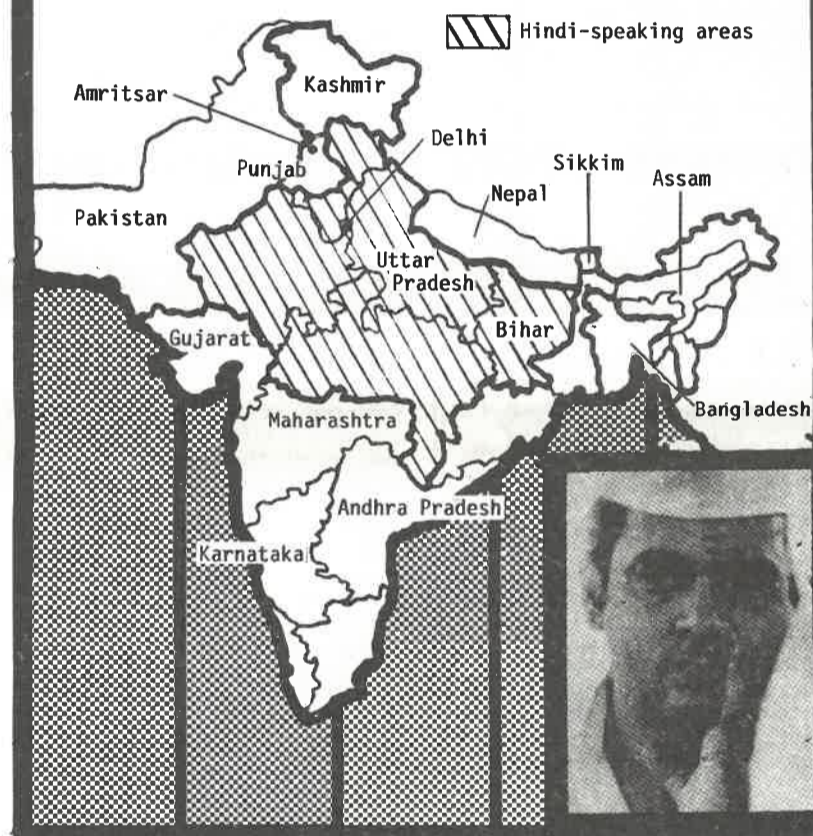 Hindi-speaking areas
Kashmir
Amritsar
Delhi
Punjab
Sikkim
Assam
Nepal
Pakistan
Uttar
Pradesh
Bihar
Gujarat
Bangladesh
Maharashtra
Andhra Pradesh
Karnataka